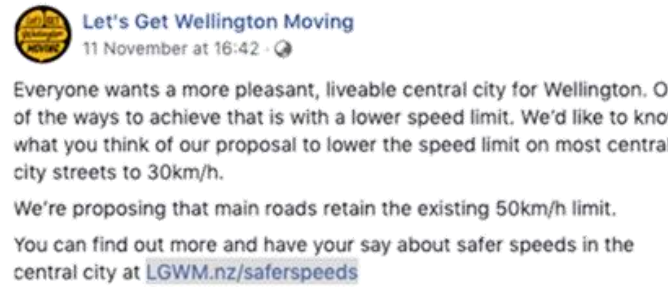 Let's Get Wellington Moving
11 November at 16:42 ·
Everyone wants a more pleasant, liveable central city for Wellington. O
of the ways to achieve that is with a lower speed limit. We'd like to kno
what you think of our proposal to lower the speed limit on most central
city streets to 30km/h.
We're proposing that main roads retain the existing 50km/h limit.
You can find out more and have your say about safer speeds in the
central city at LGWM.nz/saferspeeds